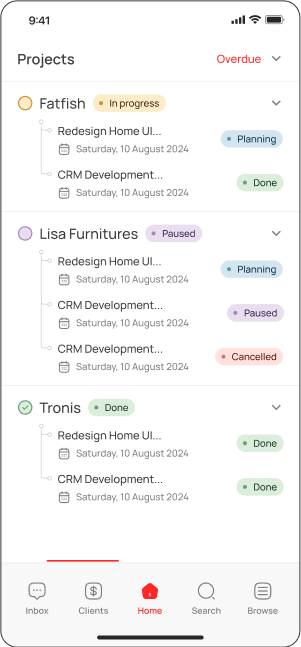 9:41
Projects
Overdue
Fatfish
In progress
Redesign Home UI...
Planning
Saturday, 10 August 2024
CRM Development...
Done
Saturday, 10 August 2024
Lisa Furnitures
Paused
Redesign Home UI...
Planning
Saturday, 10 August 2024
CRM Development...
Paused
Saturday, 10 August 2024
CRM Development...
Cancelled
Saturday, 10 August 2024
Tronis
Done
Redesign Home UI...
Done
Saturday, 10 August 2024
CRM Development...
Done
Saturday, 10 August 2024
Inbox
Clients
Home
Search
Browse